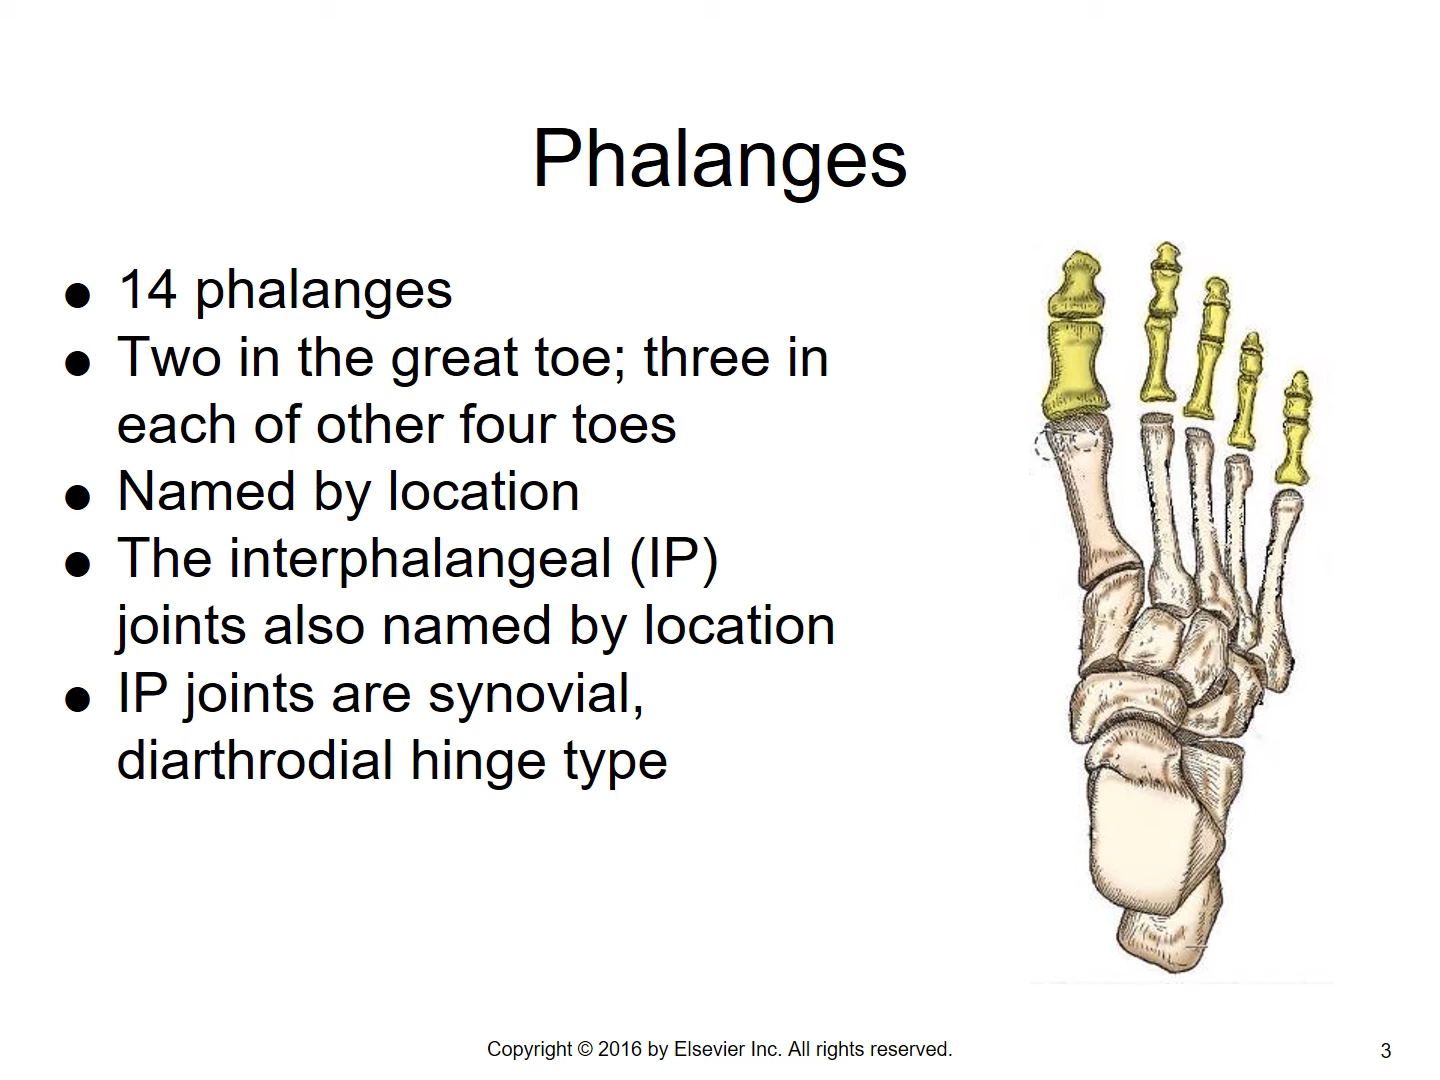 Phalanges
● 14 phalanges
● Two in the great toe; three in
each of other four toes
● Named by location
● The interphalangeal (IP)
joints also named by location
● IP joints are synovial,
diarthrodial hinge type
Copyright © 2016 by Elsevier Inc. All rights reserved.
3